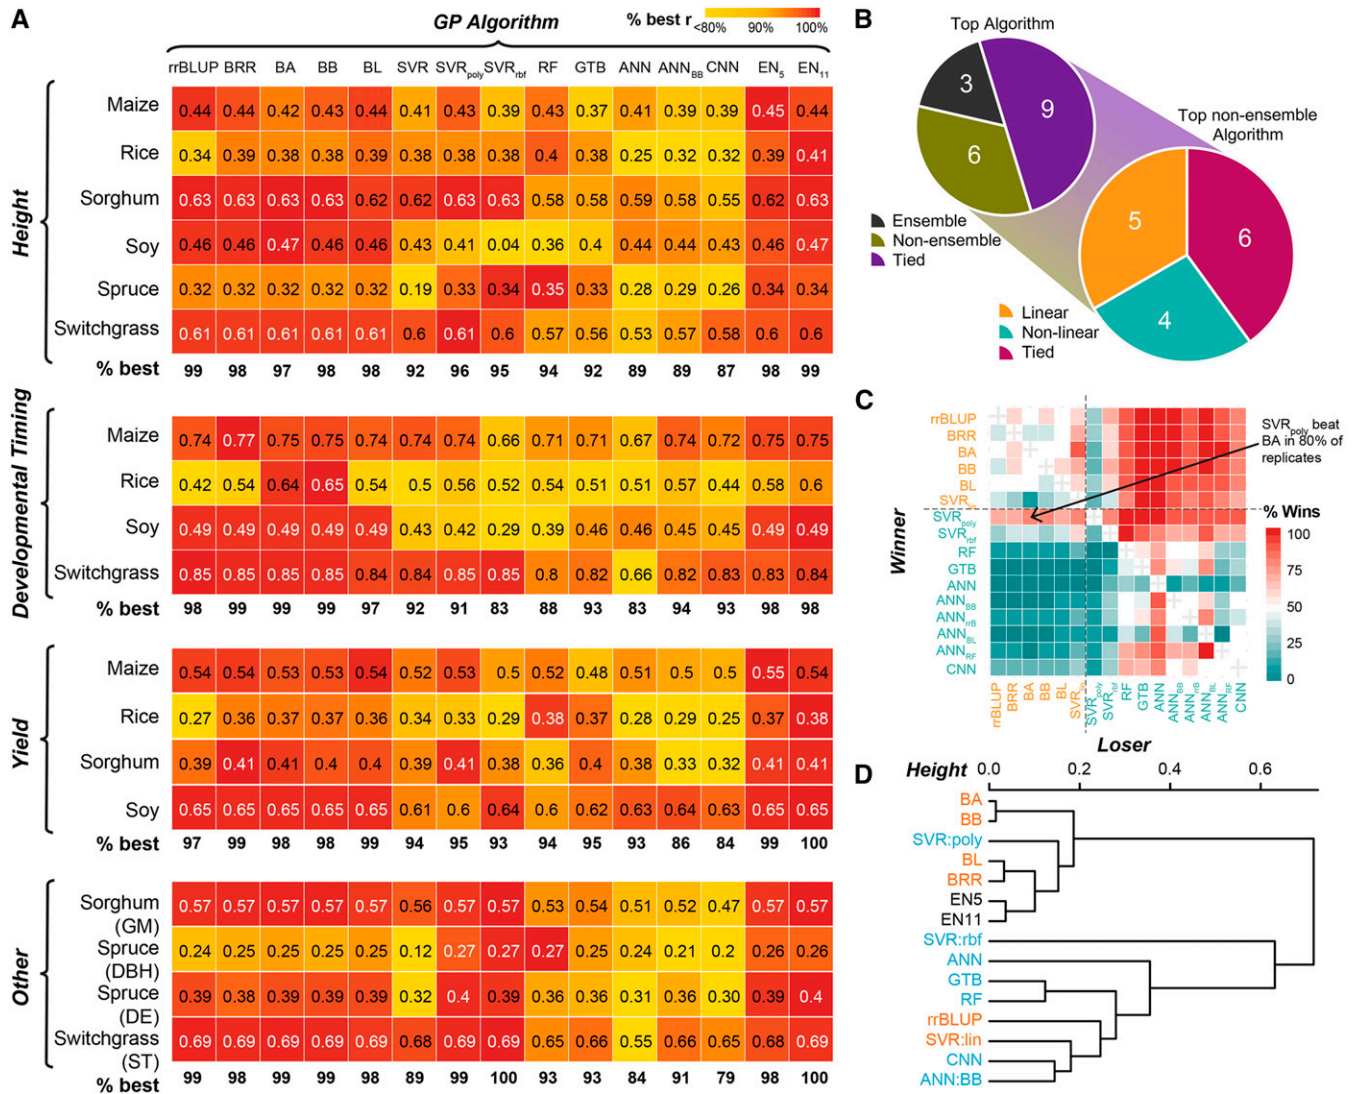 A
GP Algorithm
% best r
<80% 90% 100%
rrBLUP BRR BA BB BL SVR SVRpoly SVRrbf RF GTB ANN ANNBB CNN EN5 EN11
Height
Maize 0.44 0.44 0.42 0.43 0.44 0.41 0.43 0.39 0.43 0.37 0.41 0.39 0.39 0.45 0.44
Rice 0.34 0.39 0.38 0.38 0.39 0.38 0.38 0.38 0.4 0.38 0.25 0.32 0.32 0.39 0.41
Sorghum 0.63 0.63 0.63 0.63 0.62 0.62 0.63 0.63 0.58 0.58 0.59 0.58 0.55 0.62 0.63
Soy 0.46 0.46 0.47 0.46 0.46 0.43 0.41 0.04 0.36 0.4 0.44 0.44 0.43 0.46 0.47
Spruce 0.32 0.32 0.32 0.32 0.32 0.19 0.33 0.34 0.35 0.33 0.28 0.29 0.26 0.34 0.34
Switchgrass 0.61 0.61 0.61 0.61 0.61 0.6 0.61 0.6 0.57 0.56 0.53 0.57 0.58 0.6 0.6
% best 99 98 97 98 98 92 96 95 94 92 89 89 87 98 99
Developmental Timing
Maize 0.74 0.77 0.75 0.75 0.74 0.74 0.74 0.66 0.71 0.71 0.67 0.74 0.72 0.75 0.75
Rice 0.42 0.54 0.64 0.65 0.54 0.5 0.56 0.52 0.54 0.51 0.51 0.57 0.44 0.58 0.6
Soy 0.49 0.49 0.49 0.49 0.49 0.43 0.42 0.29 0.39 0.46 0.46 0.45 0.45 0.49 0.49
Switchgrass 0.85 0.85 0.85 0.85 0.84 0.84 0.85 0.85 0.8 0.82 0.66 0.82 0.83 0.83 0.84
% best 98 99 99 99 97 92 91 83 88 93 83 94 93 98 98
Yield
Maize 0.54 0.54 0.53 0.53 0.54 0.52 0.53 0.5 0.52 0.48 0.51 0.5 0.5 0.55 0.54
Rice 0.27 0.36 0.37 0.37 0.36 0.34 0.33 0.29 0.38 0.37 0.28 0.29 0.25 0.37 0.38
Sorghum 0.39 0.41 0.41 0.4 0.4 0.39 0.41 0.38 0.36 0.4 0.38 0.33 0.32 0.41 0.41
Soy 0.65 0.65 0.65 0.65 0.65 0.61 0.6 0.64 0.6 0.62 0.63 0.64 0.63 0.65 0.65
% best 97 99 98 98 99 94 95 93 94 95 93 86 84 99 100
Other
Sorghum (GM) 0.57 0.57 0.57 0.57 0.57 0.56 0.57 0.57 0.53 0.54 0.51 0.52 0.47 0.57 0.57
Spruce (DBH) 0.24 0.25 0.25 0.25 0.25 0.12 0.27 0.27 0.27 0.25 0.24 0.21 0.2 0.26 0.26
Spruce (DE) 0.39 0.38 0.39 0.39 0.39 0.32 0.4 0.39 0.36 0.36 0.31 0.36 0.30 0.39 0.4
Switchgrass (ST) 0.69 0.69 0.69 0.69 0.69 0.68 0.69 0.69 0.65 0.66 0.55 0.66 0.65 0.68 0.69
% best 99 98 99 99 98 89 99 100 93 93 84 91 79 98 100
B
Top Algorithm
3
9
6
Top non-ensemble
Algorithm
5
6
4
Ensemble
Non-ensemble
Tied
Linear
Non-linear
Tied
C
Winner
rrBLUP
BRR
BA
BB
BL
SVR
SVRpoly
SVRrbf
RF
GTB
ANN
ANNBB
ANNrrB
ANNBL
ANNRF
CNN
SVRpoly beat
BA in 80% of
replicates
% Wins
100
75
50
25
0
rrBLUP BRR BA BB BL SVRlin SVRpoly SVRrbf RF GTB ANN ANNBB ANNrrB ANNBL ANNRF CNN
Loser
D
Height 0.0 0.2 0.4 0.6
BA
BB
SVR:poly
BL
BRR
EN5
EN11
SVR:rbf
ANN
GTB
RF
rrBLUP
SVR:lin
CNN
ANN:BB